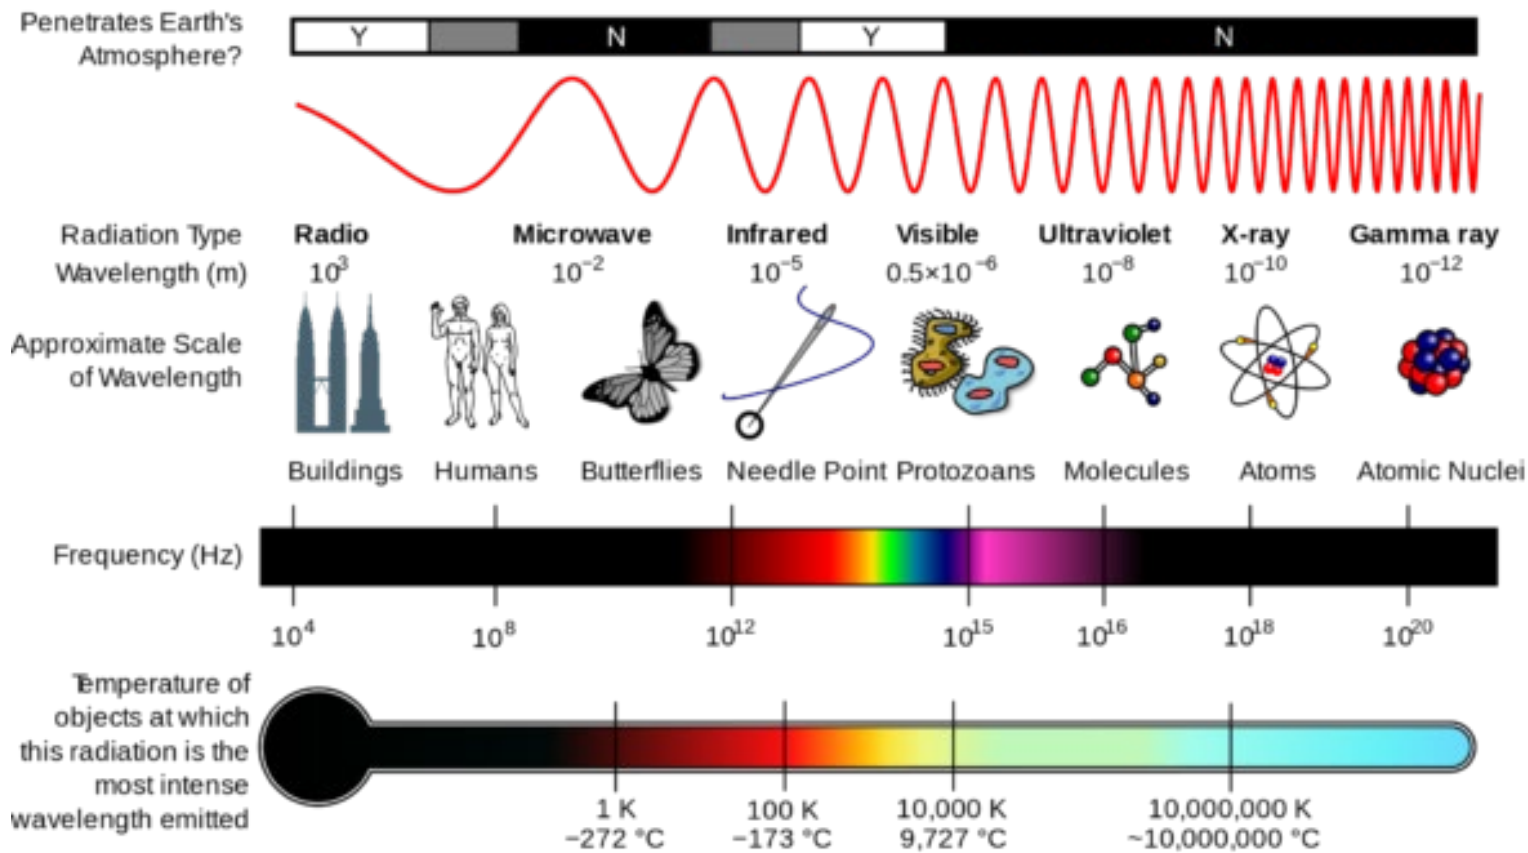 Penetrates Earth's
Atmosphere?
Y N Y N
Radiation Type Radio Microwave Infrared Visible Ultraviolet X-ray Gamma ray
Wavelength (m) 10³ 10⁻² 10⁻⁵ 0.5×10⁻⁶ 10⁻⁸ 10⁻¹⁰ 10⁻¹²
Approximate Scale
of Wavelength
Buildings Humans Butterflies Needle Point Protozoans Molecules Atoms Atomic Nuclei
Frequency (Hz)
10⁴ 10⁸ 10¹² 10¹⁵ 10¹⁶ 10¹⁸ 10²⁰
Temperature of
objects at which
this radiation is the
most intense
wavelength emitted
1 K 100 K 10,000 K 10,000,000 K
−272 °C −173 °C 9,727 °C ~10,000,000 °C